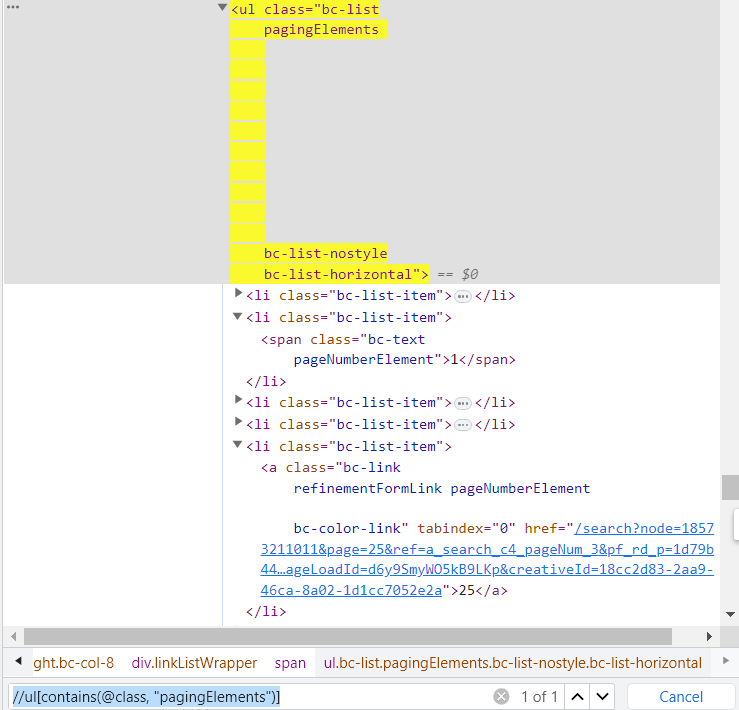 <ul class="bc-list
pagingElements
bc-list-nostyle
bc-list-horizontal"> == $0
<li class="bc-list-item">…</li>
<li class="bc-list-item">
<span class="bc-text
pageNumberElement">1</span>
</li>
<li class="bc-list-item">…</li>
<li class="bc-list-item">…</li>
<li class="bc-list-item">
<a class="bc-link
refinementFormLink pageNumberElement
bc-color-link" tabindex="0" href="/search?node=1857
3211011&page=25&ref=a_search_c4_pageNum_3&pf_rd_p=1d79b
44…ageLoadId=d6y9SmyWO5kB9LKp&creativeId=18cc2d83-2aa9-
46ca-8a02-1d1cc7052e2a">25</a>
</li>
ght.bc-col-8 div.linkListWrapper span ul.bc-list.pagingElements.bc-list-nostyle.bc-list-horizontal
//ul[contains(@class, "pagingElements")] 1 of 1 Cancel